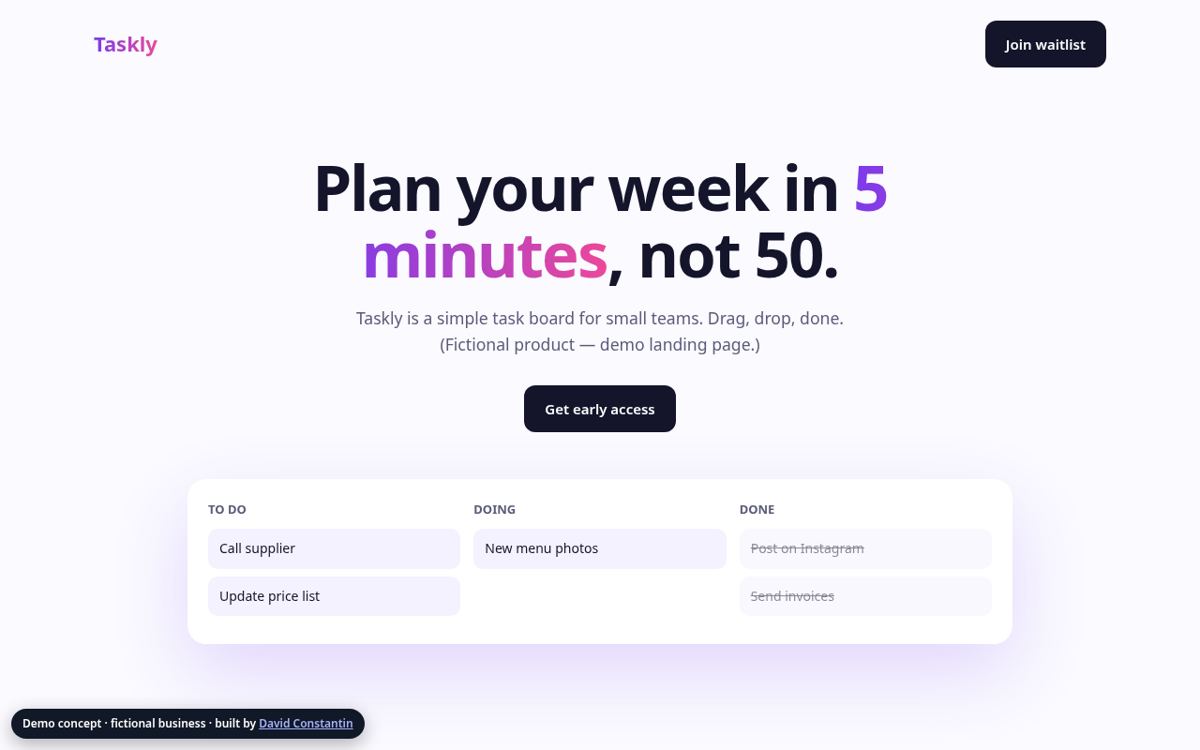 Taskly
Join waitlist
Plan your week in 5
minutes, not 50.
Taskly is a simple task board for small teams. Drag, drop, done.
(Fictional product — demo landing page.)
Get early access
TO DO
Call supplier
Update price list
DOING
New menu photos
DONE
Post on Instagram
Send invoices
Demo concept · fictional business · built by David Constantin